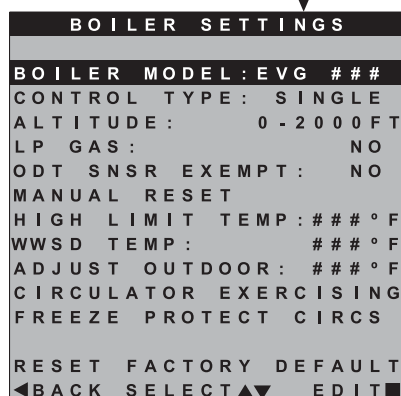 BOILER SETTINGS
BOILER MODEL:EVG ###
CONTROL TYPE: SINGLE
ALTITUDE: 0-2000FT
LP GAS: NO
ODT SNSR EXEMPT: NO
MANUAL RESET
HIGH LIMIT TEMP:###°F
WWSD TEMP: ###°F
ADJUST OUTDOOR: ###°F
CIRCULATOR EXERCISING
FREEZE PROTECT CIRCS
RESET FACTORY DEFAULT
◀BACK SELECT▲▼ EDIT■